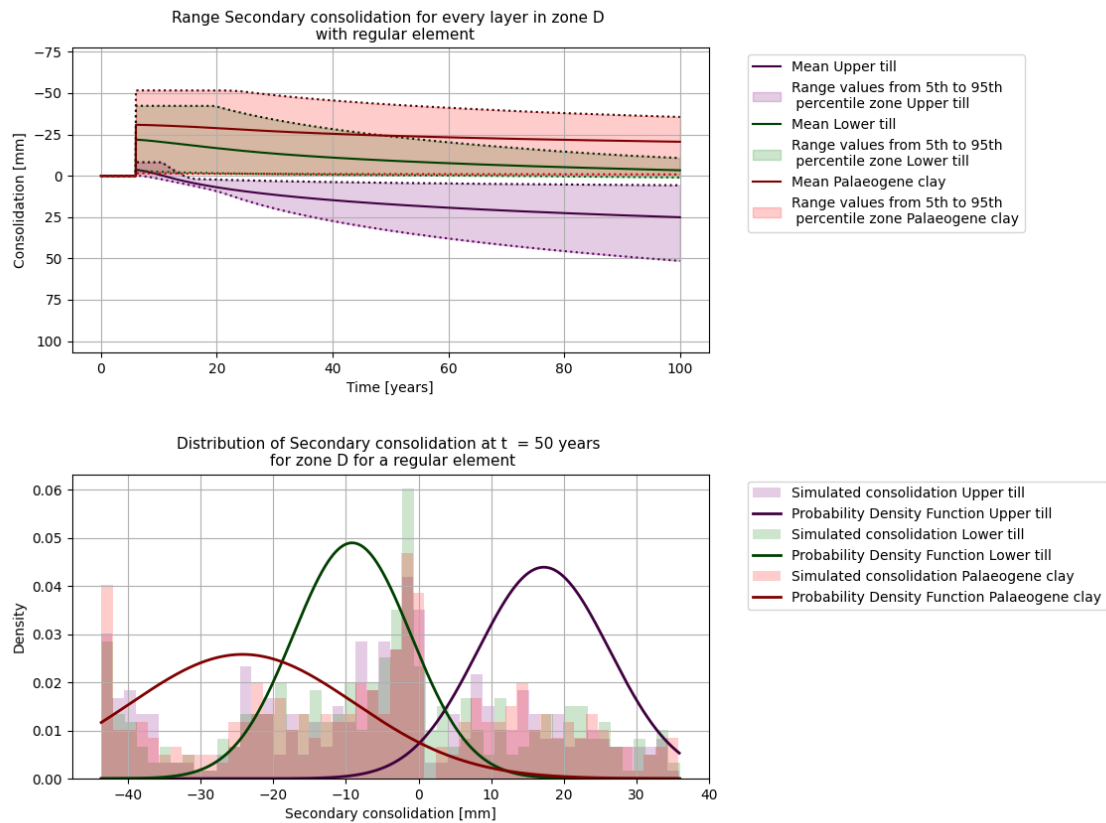 Range Secondary consolidation for every layer in zone D
with regular element
−75
−50
−25
0
25
50
75
100
Consolidation [mm]
0
20
40
60
80
100
Time [years]
Mean Upper till
Range values from 5th to 95th
percentile zone Upper till
Mean Lower till
Range values from 5th to 95th
percentile zone Lower till
Mean Palaeogene clay
Range values from 5th to 95th
percentile zone Palaeogene clay
Distribution of Secondary consolidation at t = 50 years
for zone D for a regular element
0.06
0.05
0.04
0.03
0.02
0.01
0.00
Density
−40
−30
−20
−10
0
10
20
30
40
Secondary consolidation [mm]
Simulated consolidation Upper till
Probability Density Function Upper till
Simulated consolidation Lower till
Probability Density Function Lower till
Simulated consolidation Palaeogene clay
Probability Density Function Palaeogene clay